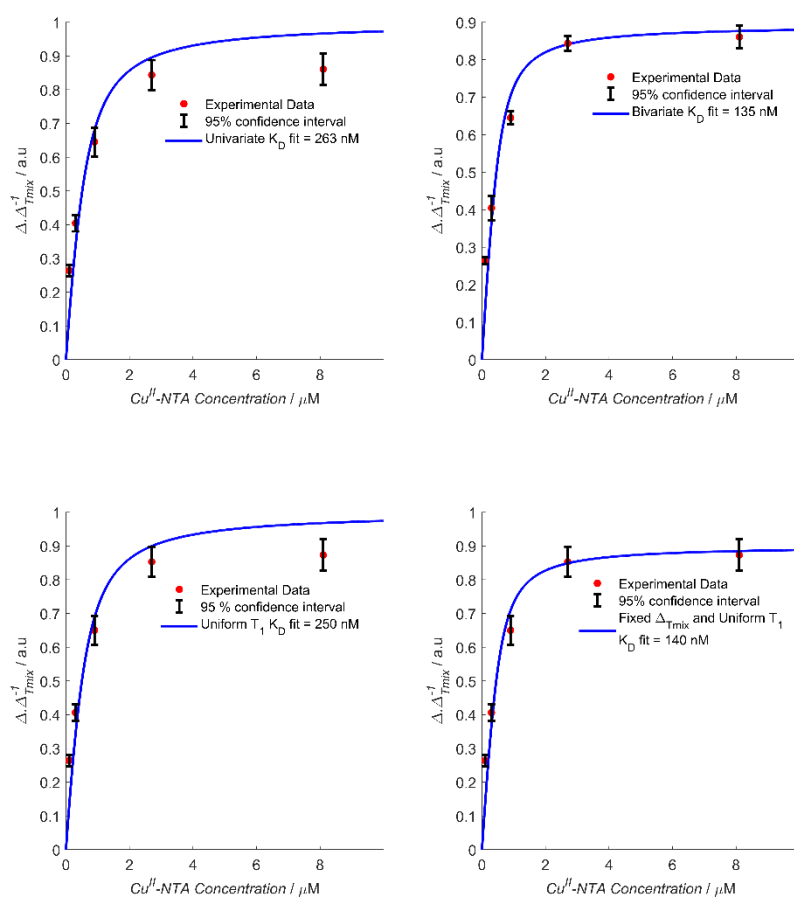 1
0.9
0.8
0.7
0.6
0.5
0.4
0.3
0.2
0.1
0
Δ.Δ⁻¹Tmix / a.u
Experimental Data
95% confidence interval
Univariate KD fit = 263 nM
0 2 4 6 8
CuII-NTA Concentration / μM
0.9
0.8
0.7
0.6
0.5
0.4
0.3
0.2
0.1
0
Δ.Δ⁻¹Tmix / a.u
Experimental Data
95% confidence interval
Bivariate KD fit = 135 nM
0 2 4 6 8
CuII-NTA Concentration / μM
1
0.9
0.8
0.7
0.6
0.5
0.4
0.3
0.2
0.1
0
Δ.Δ⁻¹Tmix / a.u
Experimental Data
95 % confidence interval
Uniform T1 KD fit = 250 nM
0 2 4 6 8
CuII-NTA Concentration / μM
1
0.9
0.8
0.7
0.6
0.5
0.4
0.3
0.2
0.1
0
Δ.Δ⁻¹Tmix / a.u
Experimental Data
95% confidence interval
Fixed ΔTmix and Uniform T1
KD fit = 140 nM
0 2 4 6 8
CuII-NTA Concentration / μM